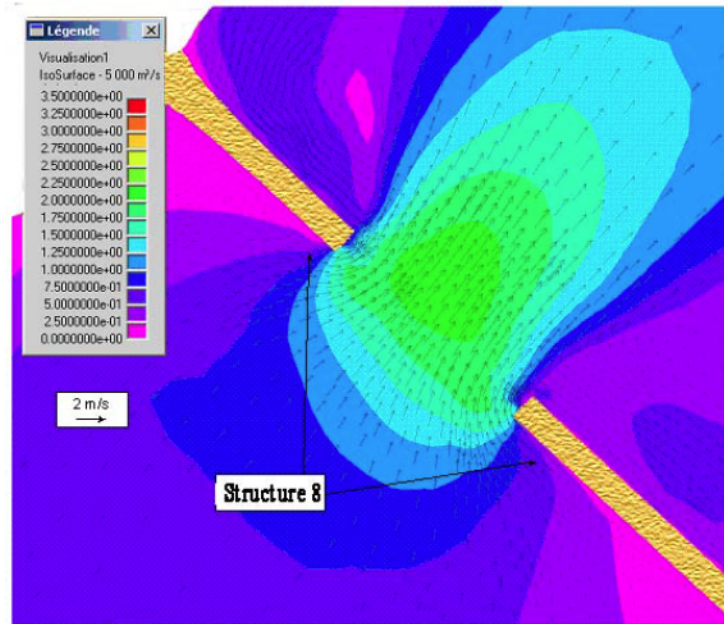 Légende
Visualisation1
IsoSurface - 5 000 m³/s
3.5000000e+00
3.2500000e+00
3.0000000e+00
2.7500000e+00
2.5000000e+00
2.2500000e+00
2.0000000e+00
1.7500000e+00
1.5000000e+00
1.2500000e+00
1.0000000e+00
7.5000000e-01
5.0000000e-01
2.5000000e-01
0.0000000e+00
2 m/s
Structure 8